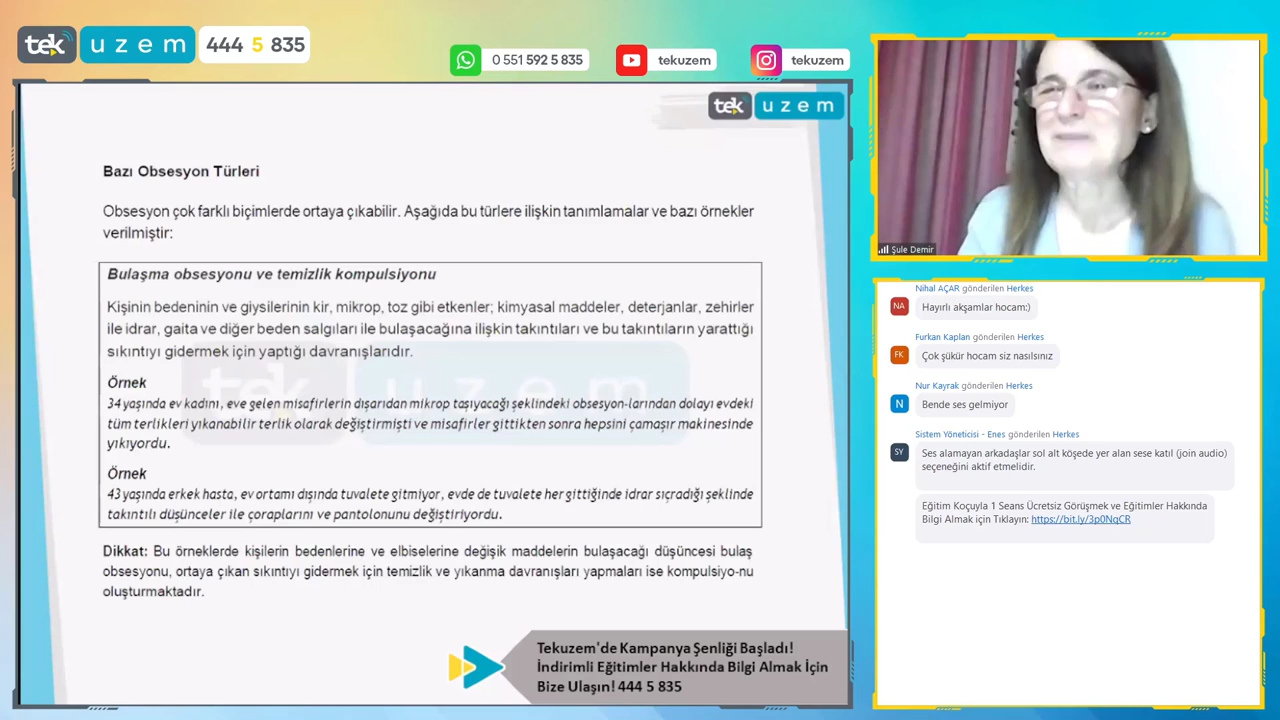 tek uzem 444 5 835
0 551 592 5 835
tekuzem
tekuzem
tek uzem
Bazı Obsesyon Türleri
Obsesyon çok farklı biçimlerde ortaya çıkabilir. Aşağıda bu türlere ilişkin tanımlamalar ve bazı örnekler
verilmiştir:
Bulaşma obsesyonu ve temizlik kompulsiyonu
Kişinin bedeninin ve giysilerinin kir, mikrop, toz gibi etkenler; kimyasal maddeler, deterjanlar, zehirler
ile idrar, gaita ve diğer beden salgıları ile bulaşacağına ilişkin takıntıları ve bu takıntıların yarattığı
sıkıntıyı gidermek için yaptığı davranışlarıdır.
Örnek
34 yaşında ev kadını, eve gelen misafirlerin dışarıdan mikrop taşıyacağı şeklindeki obsesyon-larından dolayı evdeki
tüm terlikleri yıkanabilir terlik olarak değiştirmişti ve misafirler gittikten sonra hepsini çamaşır makinesinde
yıkıyordu.
Örnek
43 yaşında erkek hasta, ev ortamı dışında tuvalete gitmiyor, evde de tuvalete her gittiğinde idrar sıçradığı şeklinde
takıntılı düşünceler ile çoraplarını ve pantolonunu değiştiriyordu.
tek uzem
Dikkat: Bu örneklerde kişilerin bedenlerine ve elbiselerine değişik maddelerin bulaşacağı düşüncesi bulaş
obsesyonu, ortaya çıkan sıkıntıyı gidermek için temizlik ve yıkanma davranışları yapmaları ise kompulsiyo-nu
oluşturmaktadır.
Tekuzem'de Kampanya Şenliği Başladı!
İndirimli Eğitimler Hakkında Bilgi Almak İçin
Bize Ulaşın! 444 5 835
Şule Demir
Nihal AÇAR gönderilen Herkes
NA
Hayırlı akşamlar hocam:)
Furkan Kaplan gönderilen Herkes
FK
Çok şükür hocam siz nasılsınız
Nur Kayrak gönderilen Herkes
N
Bende ses gelmiyor
Sistem Yöneticisi - Enes gönderilen Herkes
SY
Ses alamayan arkadaşlar sol alt köşede yer alan sese katıl (join audio)
seçeneğini aktif etmelidir.
Eğitim Koçuyla 1 Seans Ücretsiz Görüşmek ve Eğitimler Hakkında
Bilgi Almak için Tıklayın: https://bit.ly/3p0NqCR